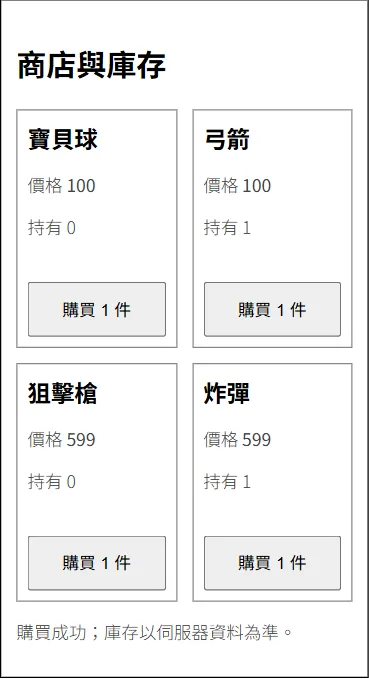 商店與庫存
寶貝球
價格 100
持有 0
購買 1 件
弓箭
價格 100
持有 1
購買 1 件
狙擊槍
價格 599
持有 0
購買 1 件
炸彈
價格 599
持有 1
購買 1 件
購買成功；庫存以伺服器資料為準。